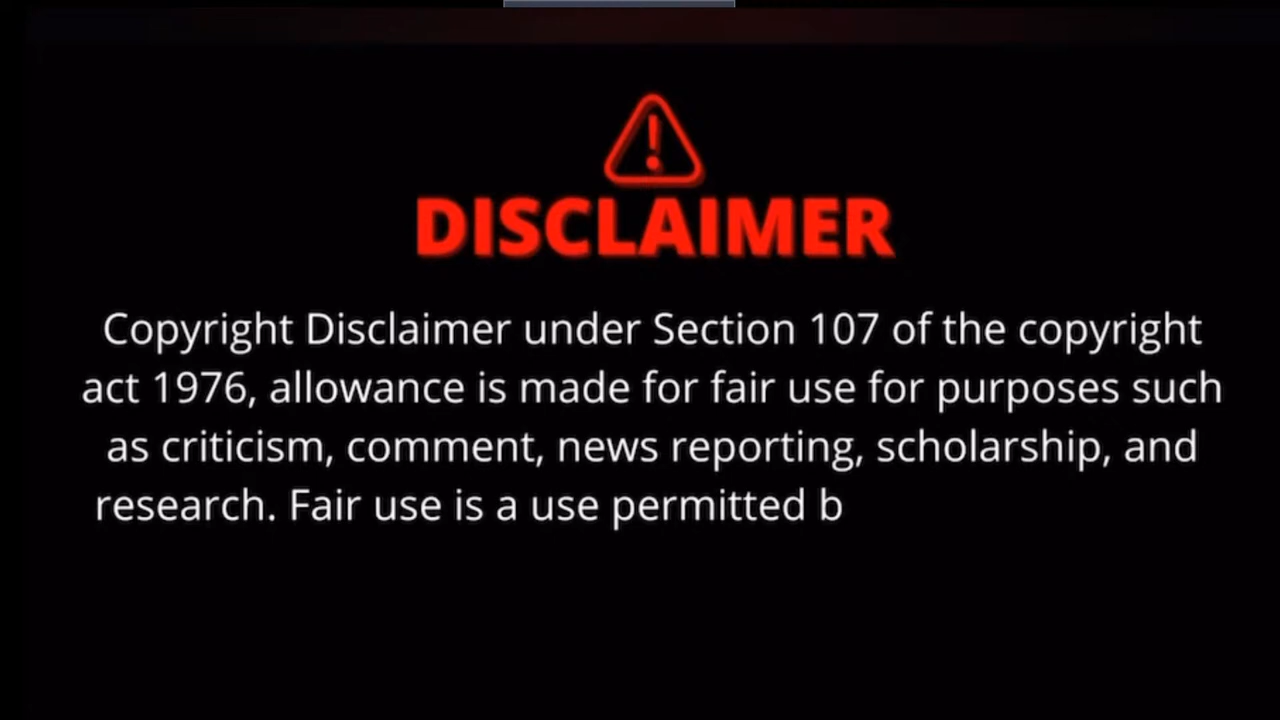 DISCLAIMER
Copyright Disclaimer under Section 107 of the copyright
act 1976, allowance is made for fair use for purposes such
as criticism, comment, news reporting, scholarship, and
research. Fair use is a use permitted b